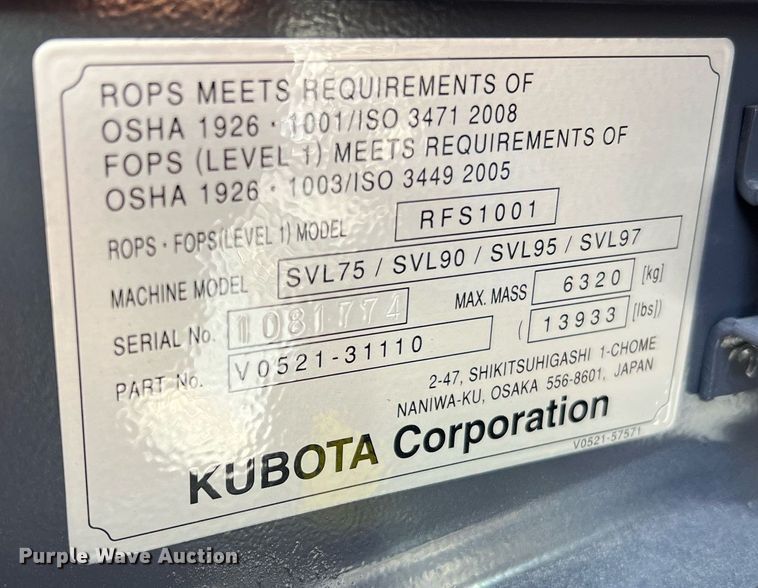 ROPS MEETS REQUIREMENTS OF
OSHA 1926・1001/ISO 3471 2008
FOPS (LEVEL 1) MEETS REQUIREMENTS OF
OSHA 1926・1003/ISO 3449 2005
ROPS・FOPS(LEVEL 1) MODEL RFS1001
MACHINE MODEL SVL75 / SVL90 / SVL95 / SVL97
SERIAL No. 1081774 MAX. MASS 6320 [kg]
PART No. V0521-31110 ( 13933 [lbs])
2-47, SHIKITSUHIGASHI 1-CHOME
NANIWA-KU, OSAKA 556-8601, JAPAN
KUBOTA Corporation
V0521-57571
Purple Wave Auction